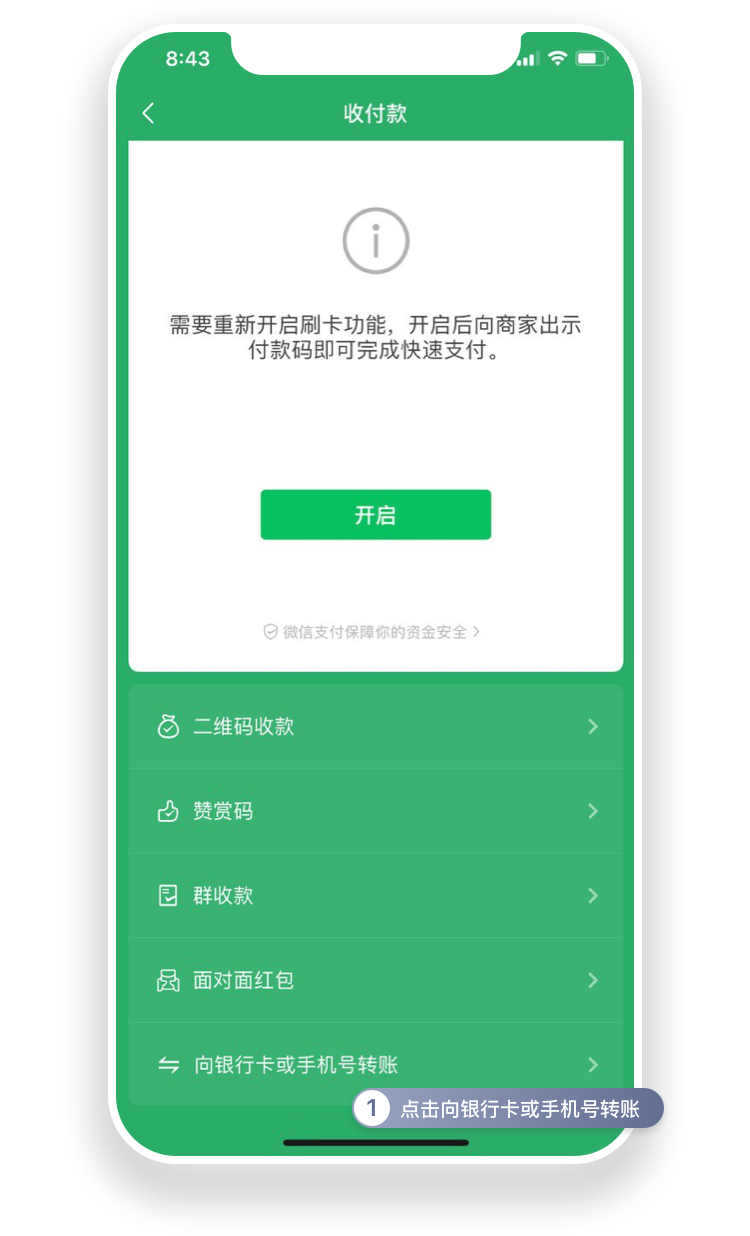 8:43
收付款
需要重新开启刷卡功能，开启后向商家出示
付款码即可完成快速支付。
开启
微信支付保障你的资金安全
二维码收款
赞赏码
群收款
面对面红包
向银行卡或手机号转账
1 点击向银行卡或手机号转账